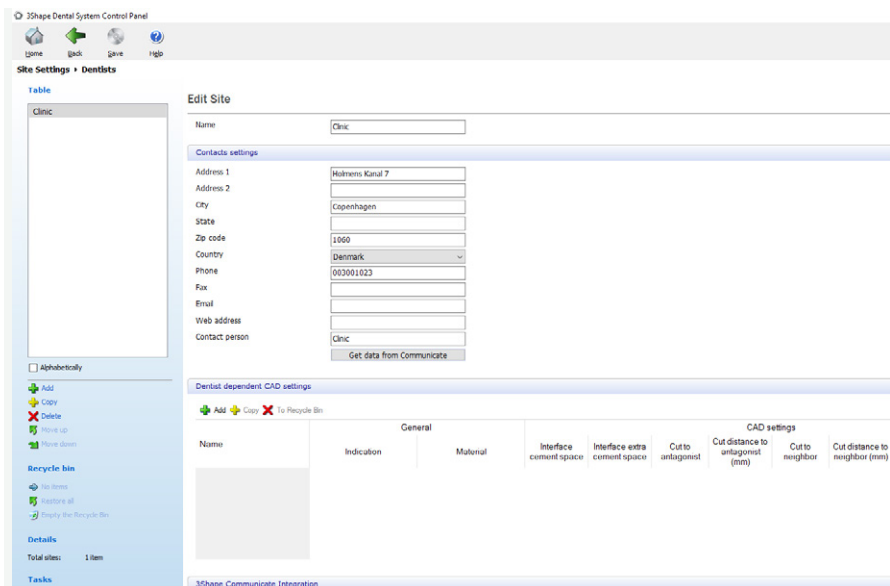 3Shape Dental System Control Panel
Home Back Save Help
Site Settings ▸ Dentists
Table
Clinic
Alphabetically
Add
Copy
Delete
Move up
Move down
Recycle bin
No items
Restore all
Empty the Recycle Bin
Details
Total sites: 1 item
Tasks
Edit Site
Name Clinic
Contacts settings
Address 1 Holmens Kanal 7
Address 2
City Copenhagen
State
Zip code 1060
Country Denmark
Phone 003001023
Fax
Email
Web address
Contact person Clinic
Get data from Communicate
Dentist dependent CAD settings
Add Copy To Recycle Bin
General CAD settings
Name Indication Material Interface cement space Interface extra cement space Cut to antagonist Cut distance to antagonist (mm) Cut to neighbor Cut distance to neighbor (mm)
3Shape Communicate Integration